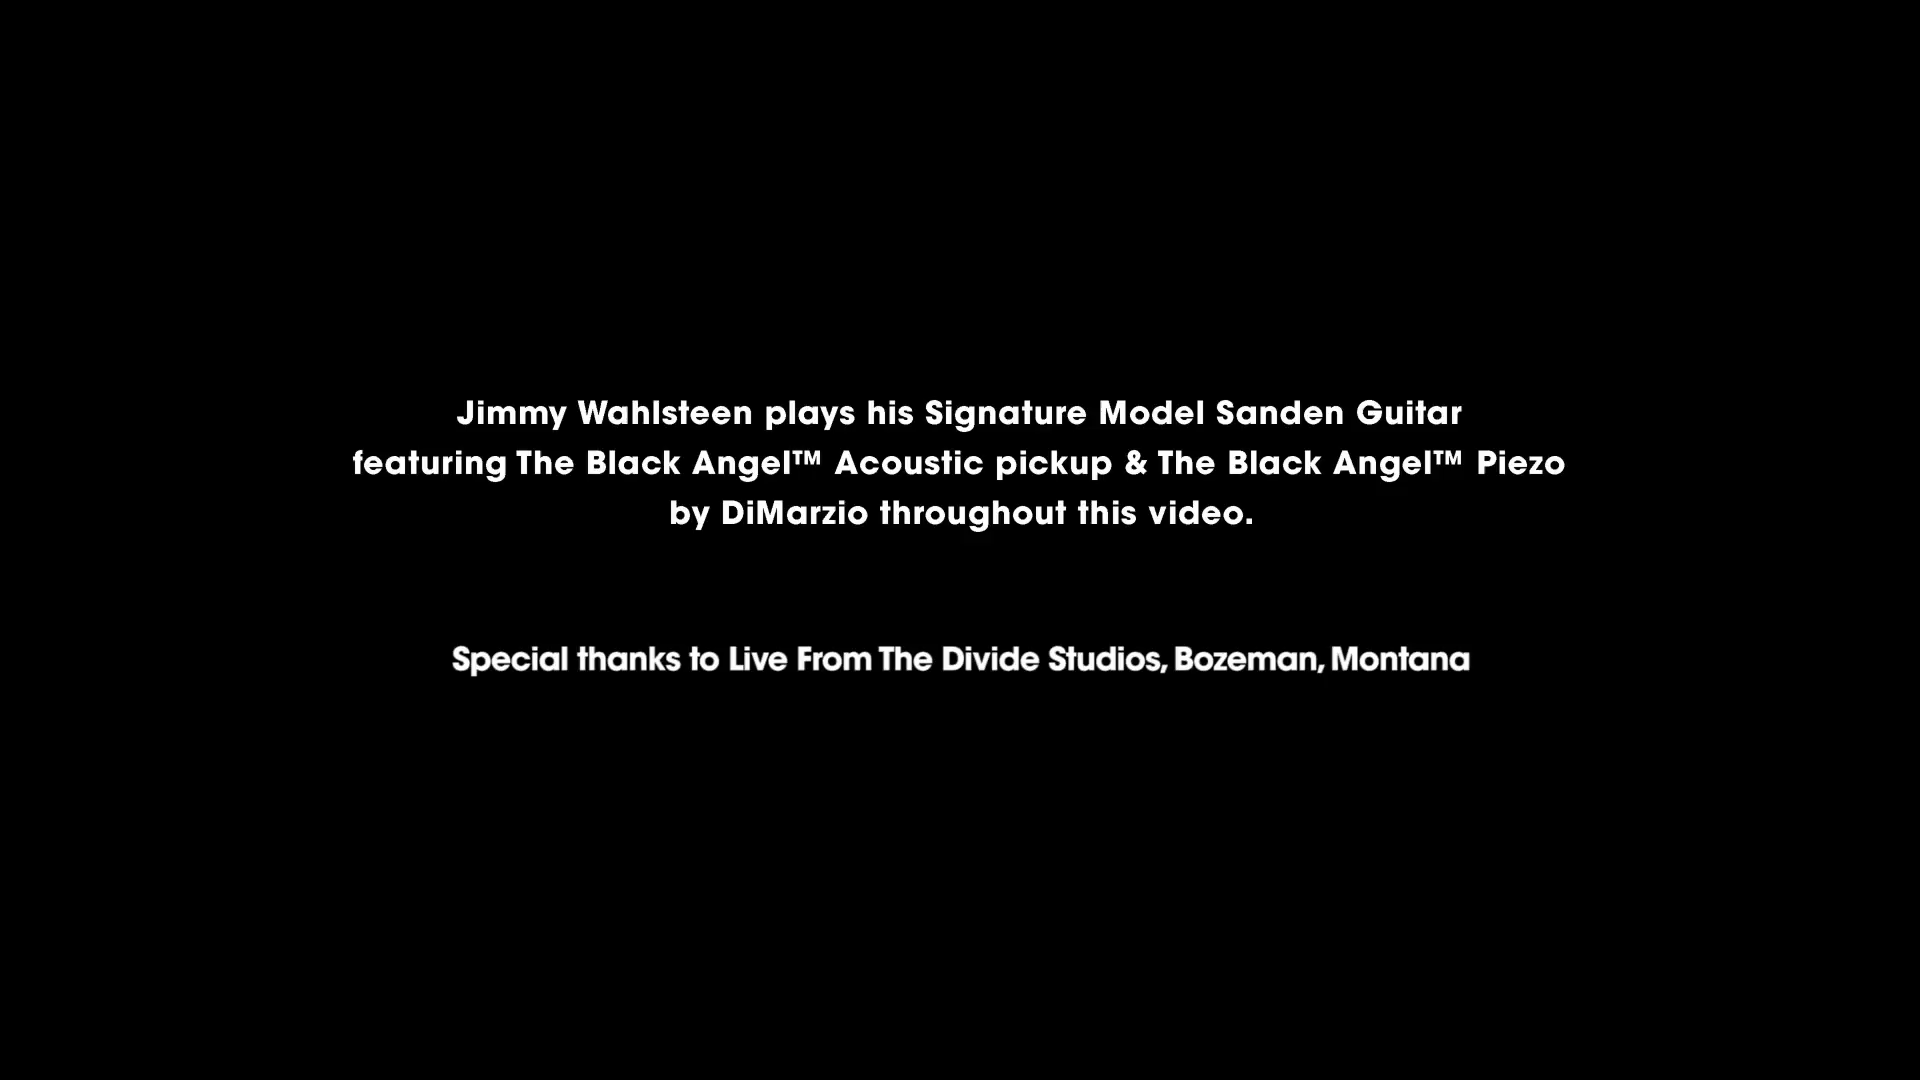 Jimmy Wahlsteen plays his Signature Model Sanden Guitar
featuring The Black Angel™ Acoustic pickup & The Black Angel™ Piezo
by DiMarzio throughout this video.
Special thanks to Live From The Divide Studios, Bozeman, Montana